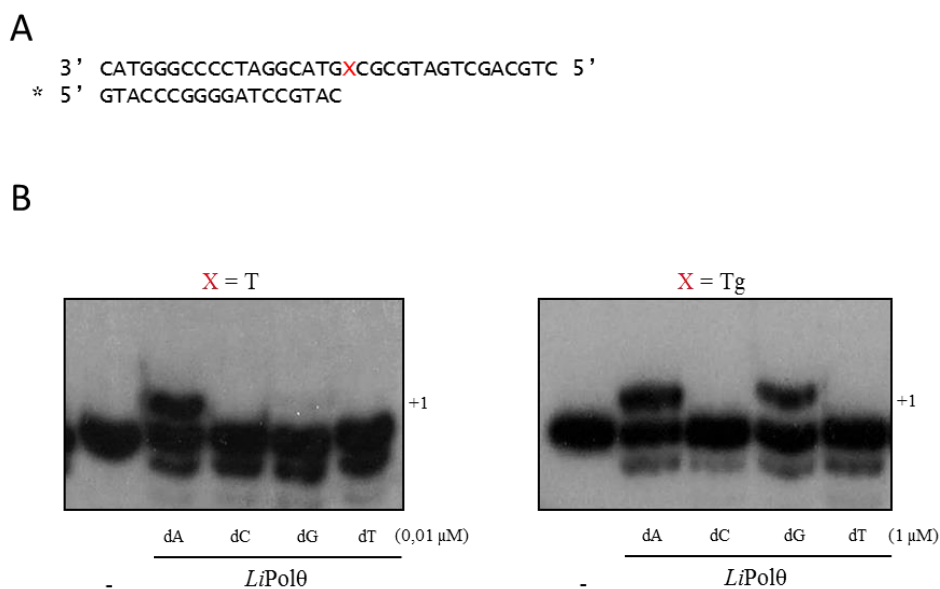 A
3’ CATGGGCCCCTAGGCATGXCGCGTAGTCGACGTC 5’
* 5’ GTACCCGGGGATCCGTAC
B
X = T
X = Tg
+1
+1
dA dC dG dT (0,01 µM)
dA dC dG dT (1 µM)
- LiPolθ
- LiPolθ